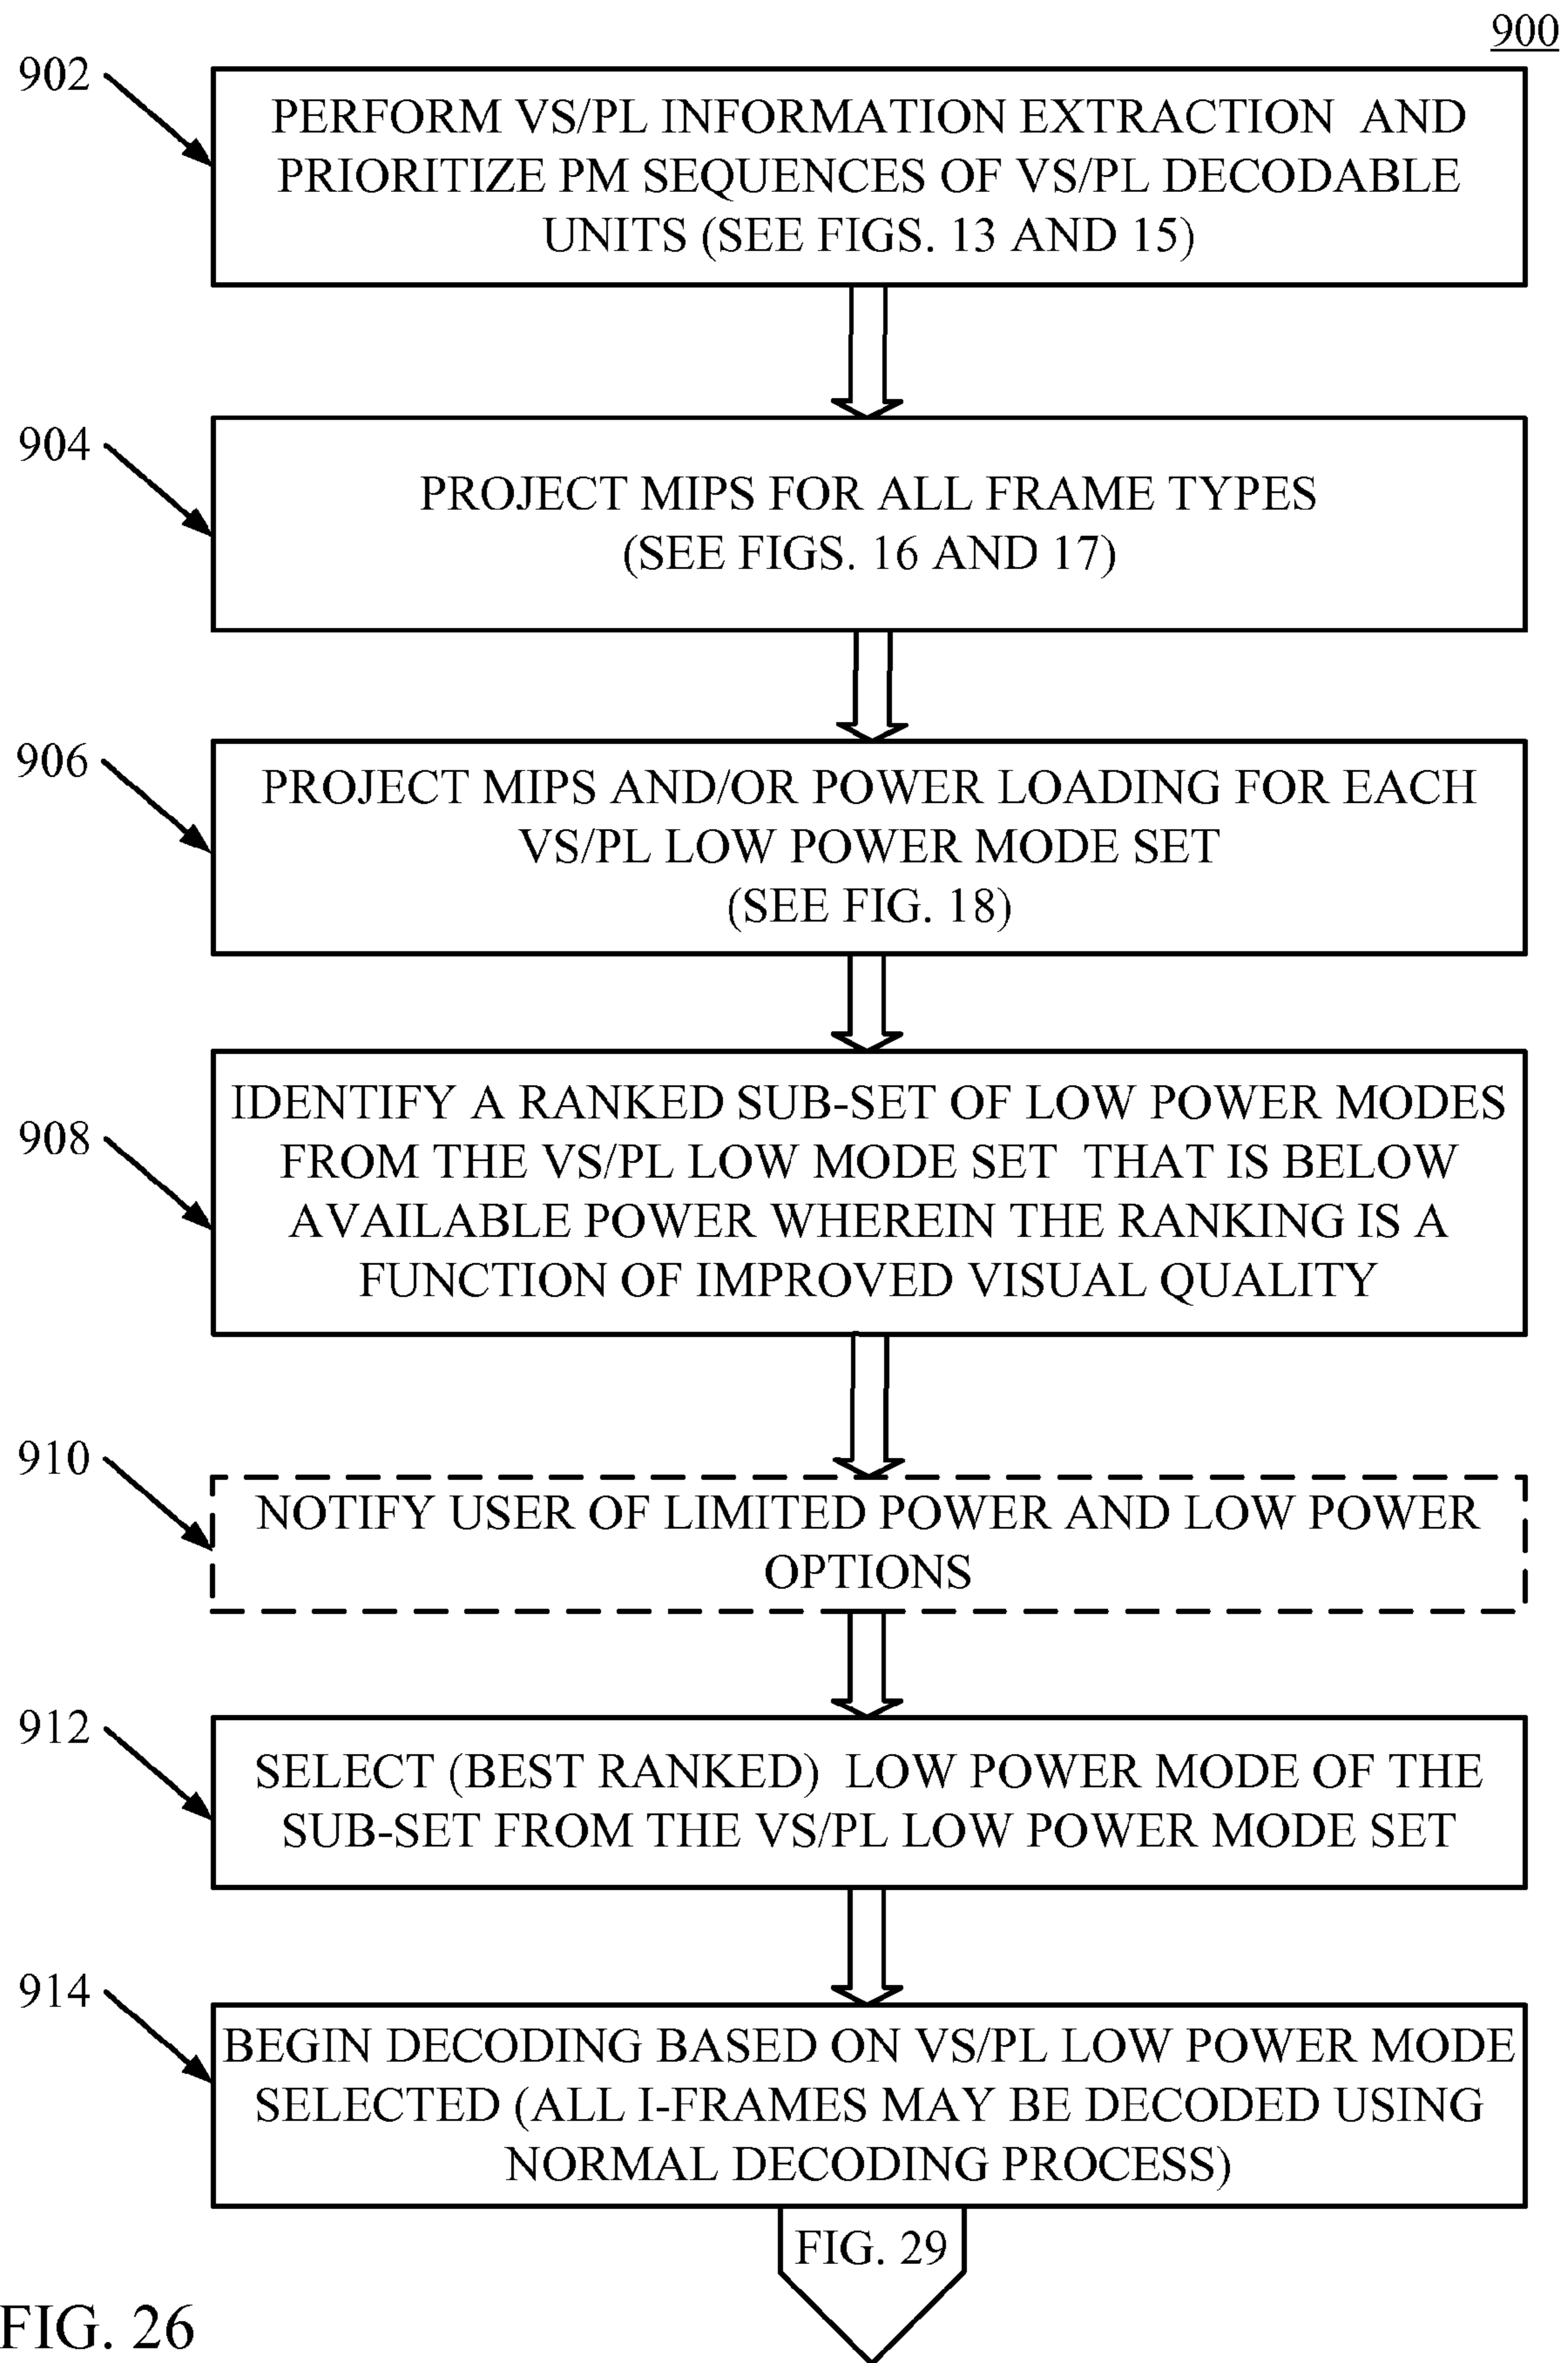 900
902
PERFORM VS/PL INFORMATION EXTRACTION AND
PRIORITIZE PM SEQUENCES OF VS/PL DECODABLE
UNITS (SEE FIGS. 13 AND 15)
904
PROJECT MIPS FOR ALL FRAME TYPES
(SEE FIGS. 16 AND 17)
906
PROJECT MIPS AND/OR POWER LOADING FOR EACH
VS/PL LOW POWER MODE SET
(SEE FIG. 18)
908
IDENTIFY A RANKED SUB-SET OF LOW POWER MODES
FROM THE VS/PL LOW MODE SET THAT IS BELOW
AVAILABLE POWER WHEREIN THE RANKING IS A
FUNCTION OF IMPROVED VISUAL QUALITY
910
NOTIFY USER OF LIMITED POWER AND LOW POWER
OPTIONS
912
SELECT (BEST RANKED) LOW POWER MODE OF THE
SUB-SET FROM THE VS/PL LOW POWER MODE SET
914
BEGIN DECODING BASED ON VS/PL LOW POWER MODE
SELECTED (ALL I-FRAMES MAY BE DECODED USING
NORMAL DECODING PROCESS)
FIG. 29
FIG. 26